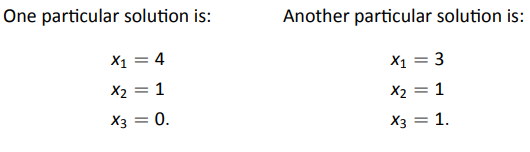 One particular solution is:
x₁ = 4
x₂ = 1
x₃ = 0.
Another particular solution is:
x₁ = 3
x₂ = 1
x₃ = 1.